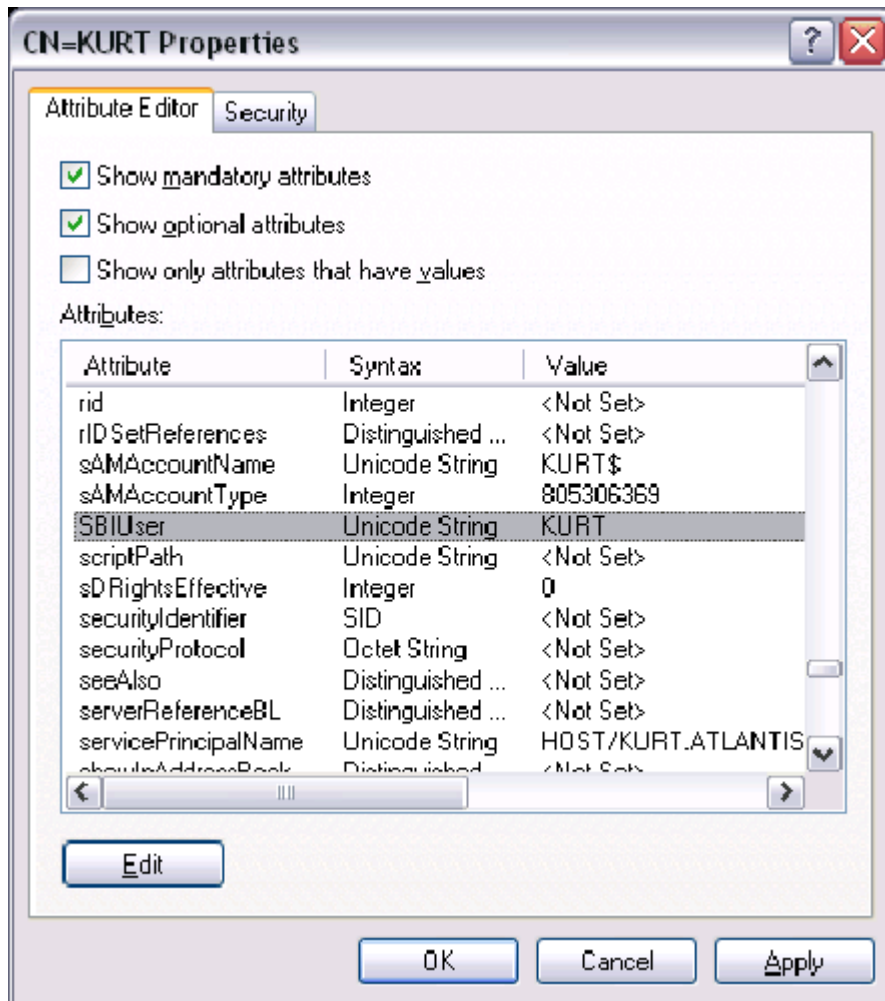 CN=KURT Properties
Attribute Editor Security
Show mandatory attributes
Show optional attributes
Show only attributes that have values
Attributes:
Attribute Syntax Value
rid Integer <Not Set>
rIDSetReferences Distinguished ... <Not Set>
sAMAccountName Unicode String KURT$
sAMAccountType Integer 805306369
SBIUser Unicode String KURT
scriptPath Unicode String <Not Set>
sDRightsEffective Integer 0
securityIdentifier SID <Not Set>
securityProtocol Octet String <Not Set>
seeAlso Distinguished ... <Not Set>
serverReferenceBL Distinguished ... <Not Set>
servicePrincipalName Unicode String HOST/KURT.ATLANTIS
showInAddressBook Distinguished ... <Not Set>
Edit
OK Cancel Apply